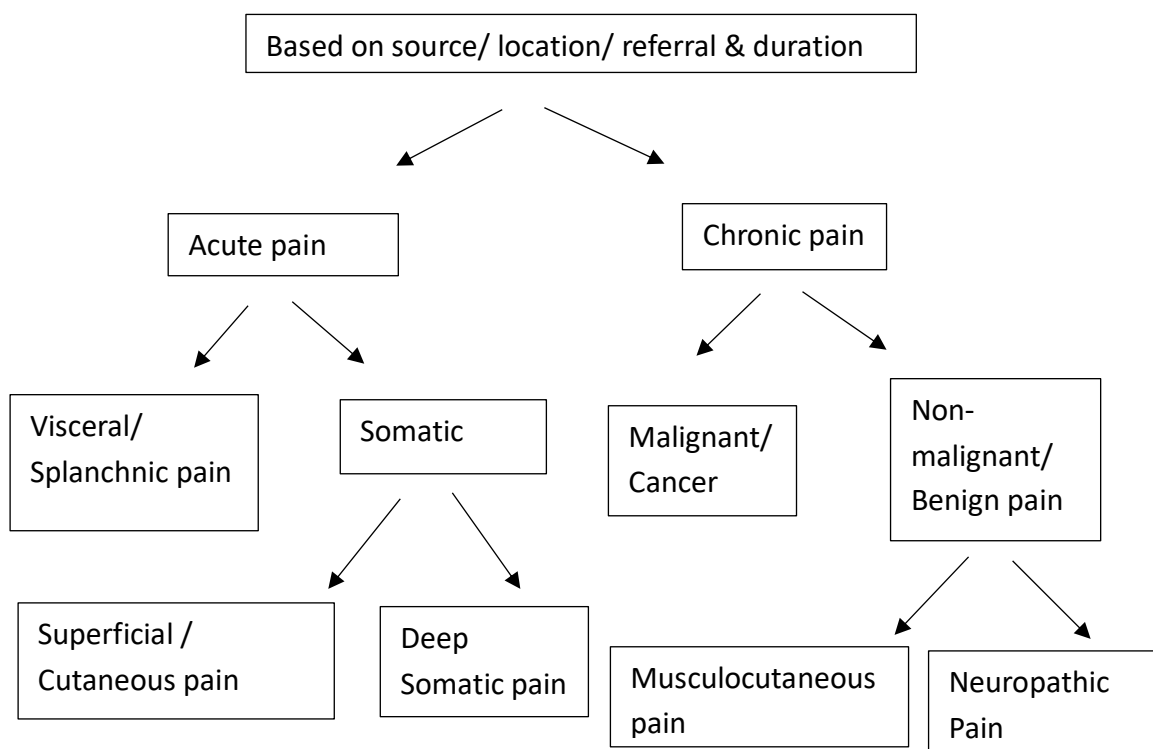 Based on source/ location/ referral & duration
Acute pain
Chronic pain
Visceral/
Splanchnic pain
Somatic
Malignant/
Cancer
Non-
malignant/
Benign pain
Superficial /
Cutaneous pain
Deep
Somatic pain
Musculocutaneous
pain
Neuropathic
Pain